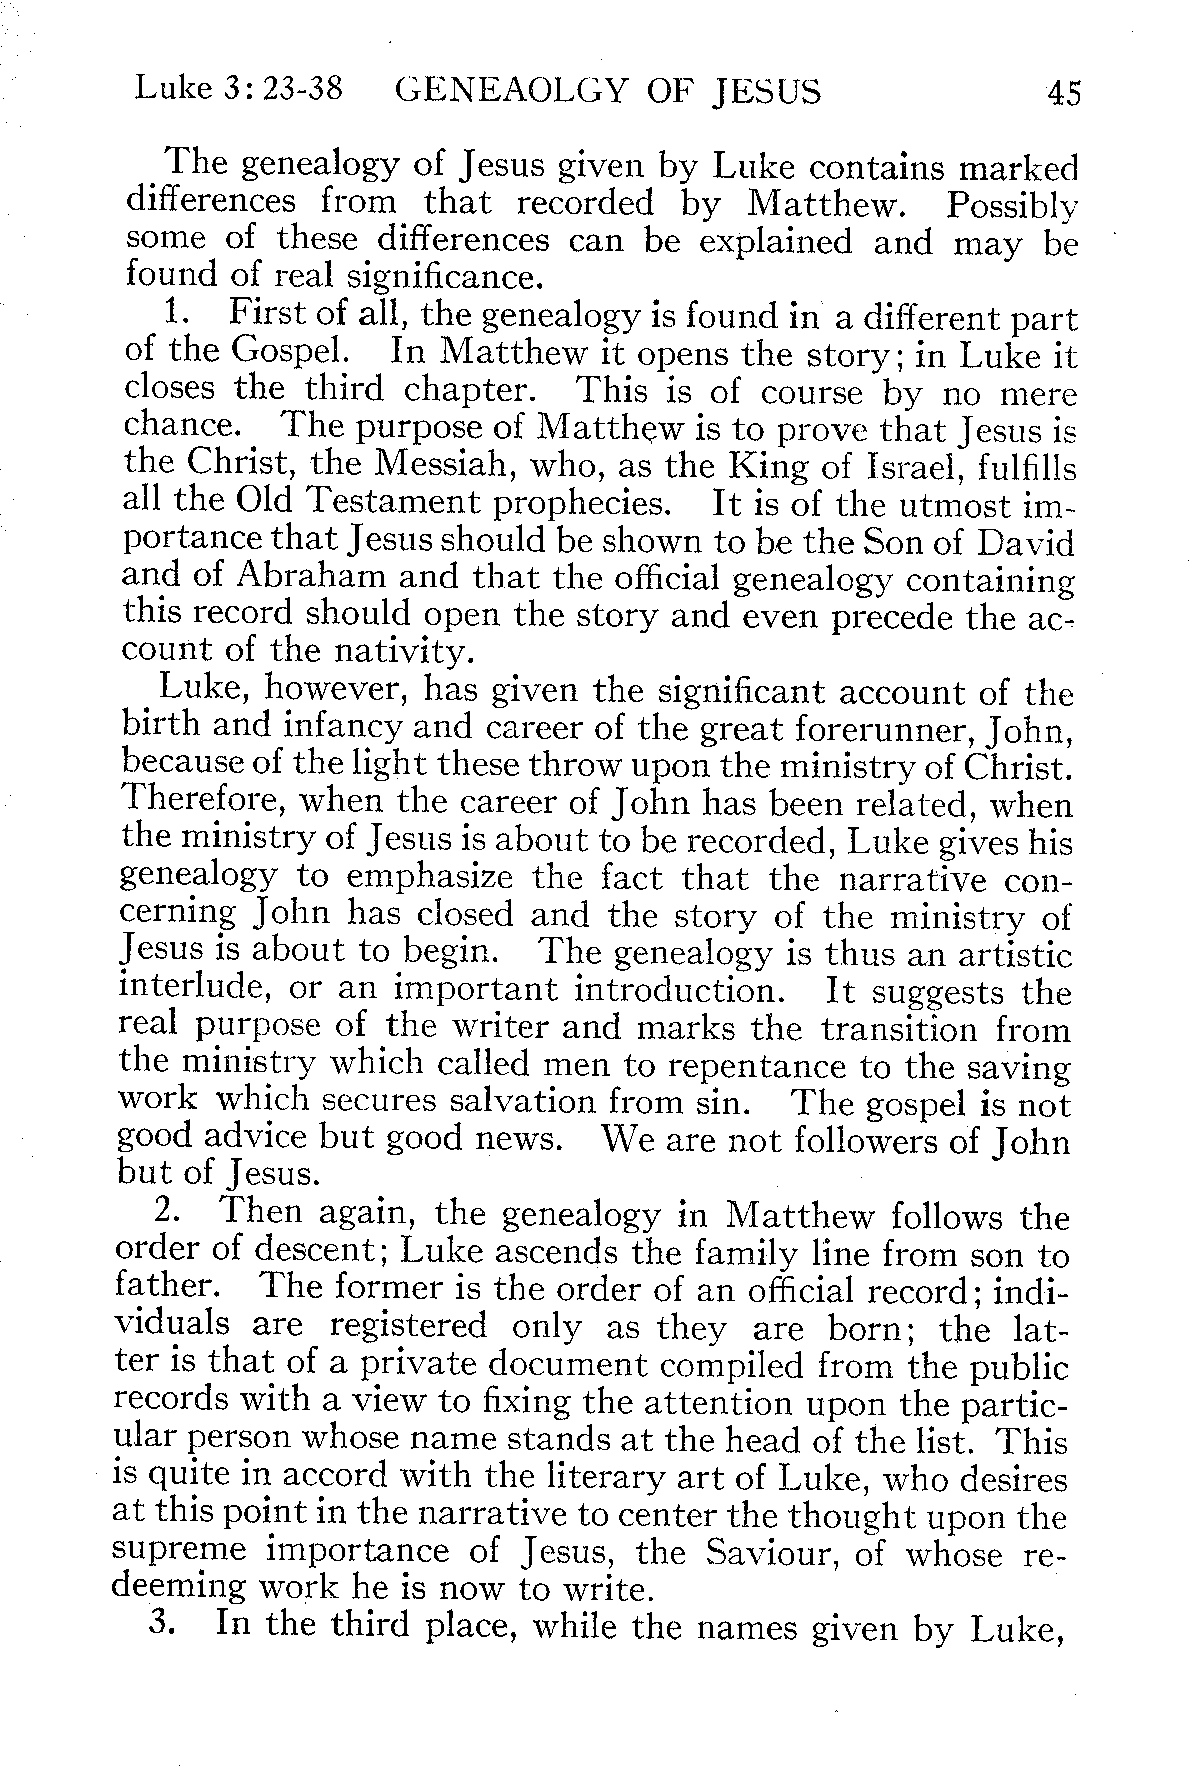 Luke 3: 23-38 GENEAOLGY OF JESUS 45
The genealogy of Jesus given by Luke contains marked
differences from that recorded by Matthew. Possibly
some of these differences can be explained and may be
found of real significance.
1. First of all, the genealogy is found in a different part
of the Gospel. In Matthew it opens the story; in Luke it
closes the third chapter. This is of course by no mere
chance. The purpose of Matthew is to prove that Jesus is
the Christ, the Messiah, who, as the King of Israel, fulfills
all the Old Testament prophecies. It is of the utmost im-
portance that Jesus should be shown to be the Son of David
and of Abraham and that the official genealogy containing
this record should open the story and even precede the ac-
count of the nativity.
Luke, however, has given the significant account of the
birth and infancy and career of the great forerunner, John,
because of the light these throw upon the ministry of Christ.
Therefore, when the career of John has been related, when
the ministry of Jesus is about to be recorded, Luke gives his
genealogy to emphasize the fact that the narrative con-
cerning John has closed and the story of the ministry of
Jesus is about to begin. The genealogy is thus an artistic
interlude, or an important introduction. It suggests the
real purpose of the writer and marks the transition from
the ministry which called men to repentance to the saving
work which secures salvation from sin. The gospel is not
good advice but good news. We are not followers of John
but of Jesus.
2. Then again, the genealogy in Matthew follows the
order of descent; Luke ascends the family line from son to
father. The former is the order of an official record; indi-
viduals are registered only as they are born; the lat-
ter is that of a private document compiled from the public
records with a view to fixing the attention upon the partic-
ular person whose name stands at the head of the list. This
is quite in accord with the literary art of Luke, who desires
at this point in the narrative to center the thought upon the
supreme importance of Jesus, the Saviour, of whose re-
deeming work he is now to write.
3. In the third place, while the names given by Luke,